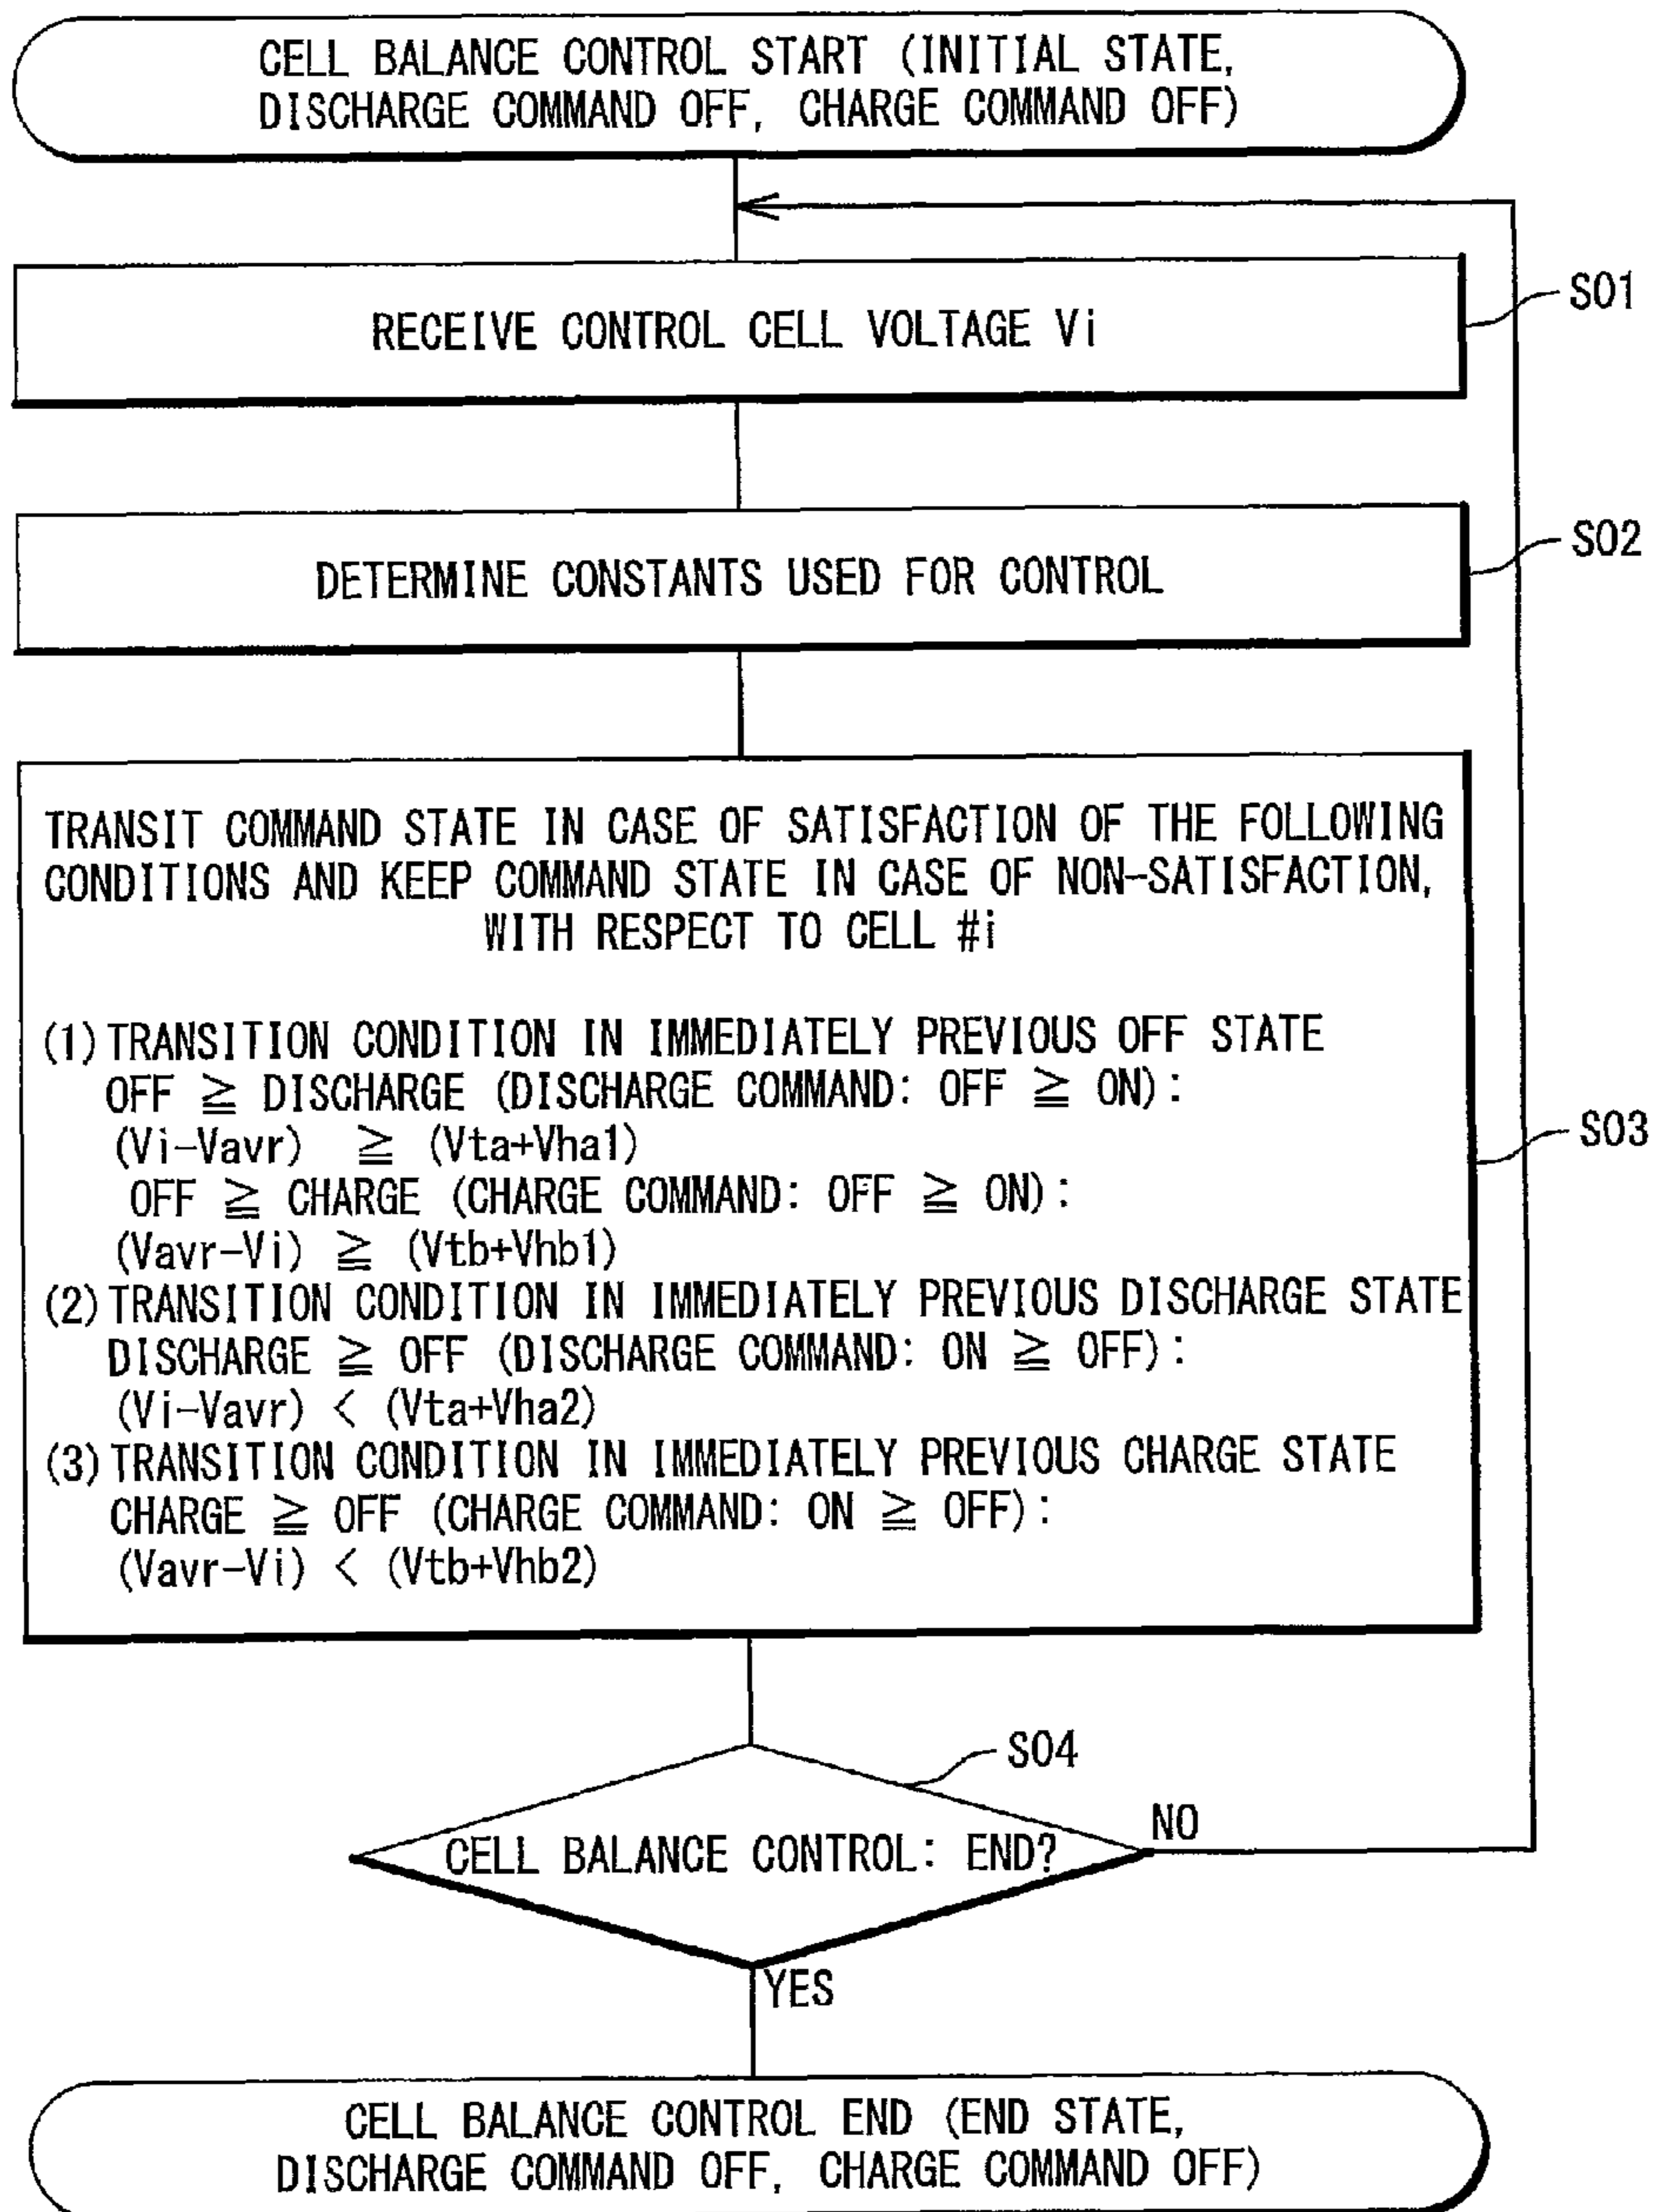 CELL BALANCE CONTROL START (INITIAL STATE,
DISCHARGE COMMAND OFF, CHARGE COMMAND OFF)
RECEIVE CONTROL CELL VOLTAGE Vi
S01
DETERMINE CONSTANTS USED FOR CONTROL
S02
TRANSIT COMMAND STATE IN CASE OF SATISFACTION OF THE FOLLOWING
CONDITIONS AND KEEP COMMAND STATE IN CASE OF NON-SATISFACTION,
WITH RESPECT TO CELL #i
(1) TRANSITION CONDITION IN IMMEDIATELY PREVIOUS OFF STATE
OFF ≧ DISCHARGE (DISCHARGE COMMAND: OFF ≧ ON):
(Vi-Vavr) ≧ (Vta+Vha1)
OFF ≧ CHARGE (CHARGE COMMAND: OFF ≧ ON):
(Vavr-Vi) ≧ (Vtb+Vhb1)
(2) TRANSITION CONDITION IN IMMEDIATELY PREVIOUS DISCHARGE STATE
DISCHARGE ≧ OFF (DISCHARGE COMMAND: ON ≧ OFF):
(Vi-Vavr) < (Vta+Vha2)
(3) TRANSITION CONDITION IN IMMEDIATELY PREVIOUS CHARGE STATE
CHARGE ≧ OFF (CHARGE COMMAND: ON ≧ OFF):
(Vavr-Vi) < (Vtb+Vhb2)
S03
S04
CELL BALANCE CONTROL: END?
NO
YES
CELL BALANCE CONTROL END (END STATE,
DISCHARGE COMMAND OFF, CHARGE COMMAND OFF)